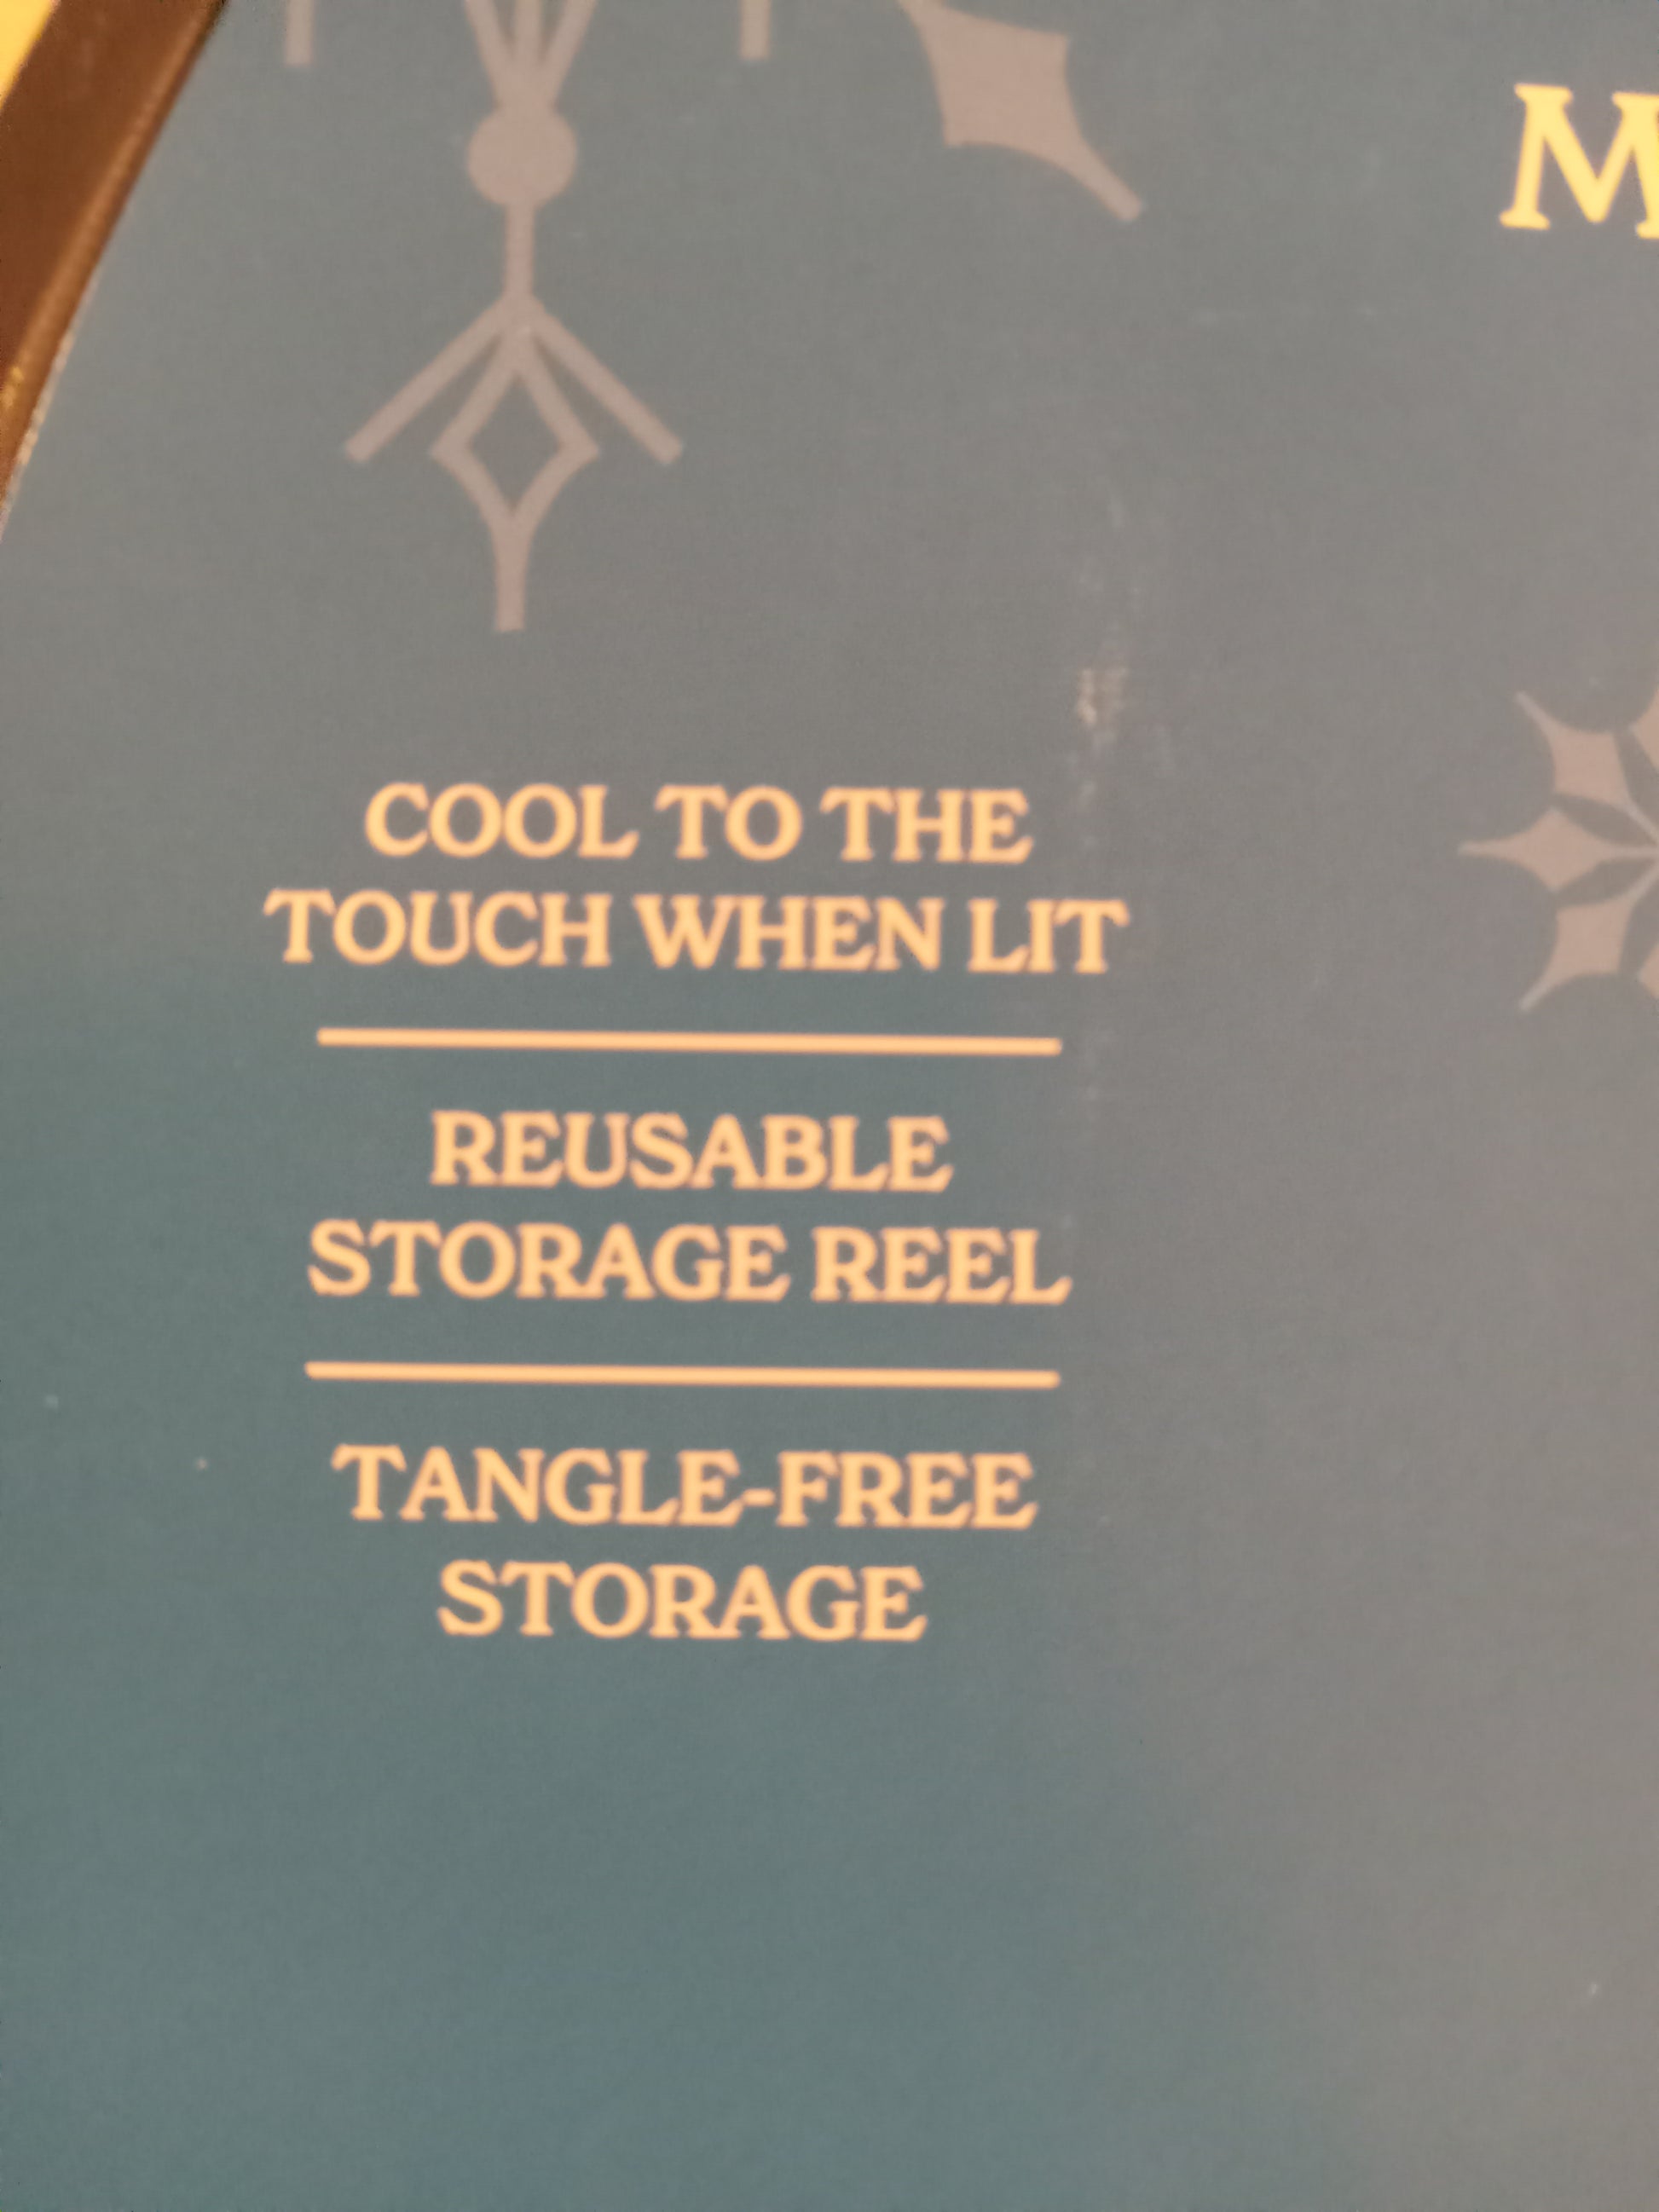 M
COOL TO THE
TOUCH WHEN LIT
REUSABLE
STORAGE REEL
TANGLE-FREE
STORAGE